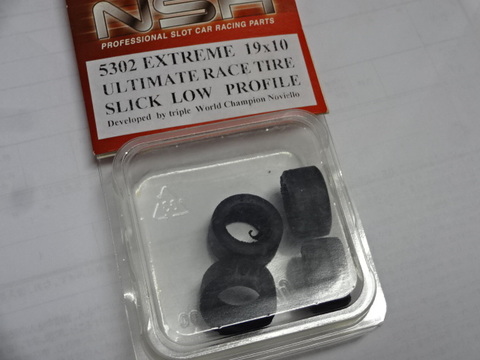 NSR
PROFESSIONAL SLOT CAR RACING PARTS
5302 EXTREME 19x10
ULTIMATE RACE TIRE
SLICK LOW PROFILE
Developed by triple World Champion Noviello